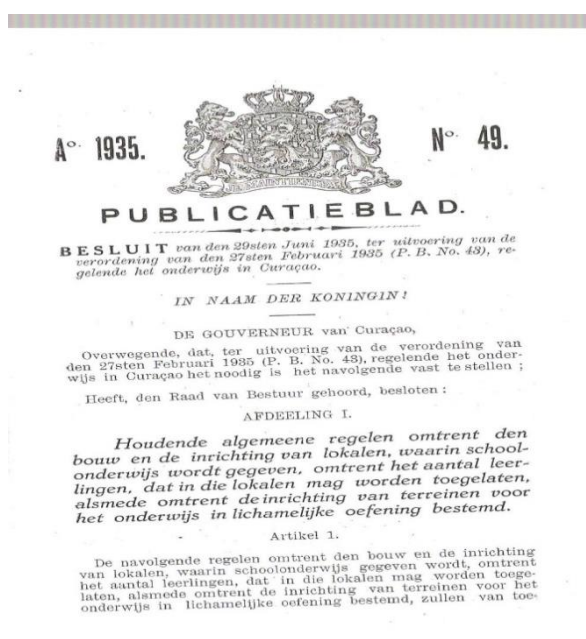 JE MAINTIENDRAI
Aº. 1935.
Nº. 49.
PUBLICATIEBLAD.
BESLUIT van den 29sten Juni 1935, ter uitvoering van de
verordening van den 27sten Februari 1935 (P. B. No. 43), re-
gelende het onderwijs in Curaçao.
IN NAAM DER KONINGIN!
DE GOUVERNEUR van Curaçao,
Overwegende, dat, ter uitvoering van de verordening van
den 27sten Februari 1935 (P. B. No. 43), regelende het onder-
wijs in Curaçao het noodig is het navolgende vast te stellen;
Heeft, den Raad van Bestuur gehoord, besloten:
AFDEELING I.
Houdende algemeene regelen omtrent den
bouw en de inrichting van lokalen, waarin school-
onderwijs wordt gegeven, omtrent het aantal leer-
lingen, dat in die lokalen mag worden toegelaten,
alsmede omtrent de inrichting van terreinen voor
het onderwijs in lichamelijke oefening bestemd.
Artikel 1.
De navolgende regelen omtrent den bouw en de inrichting
van lokalen, waarin schoolonderwijs gegeven wordt, omtrent
het aantal leerlingen, dat in die lokalen mag worden toege-
laten, alsmede omtrent de inrichting van terreinen voor het
onderwijs in lichamelijke oefening bestemd, zullen van toe-